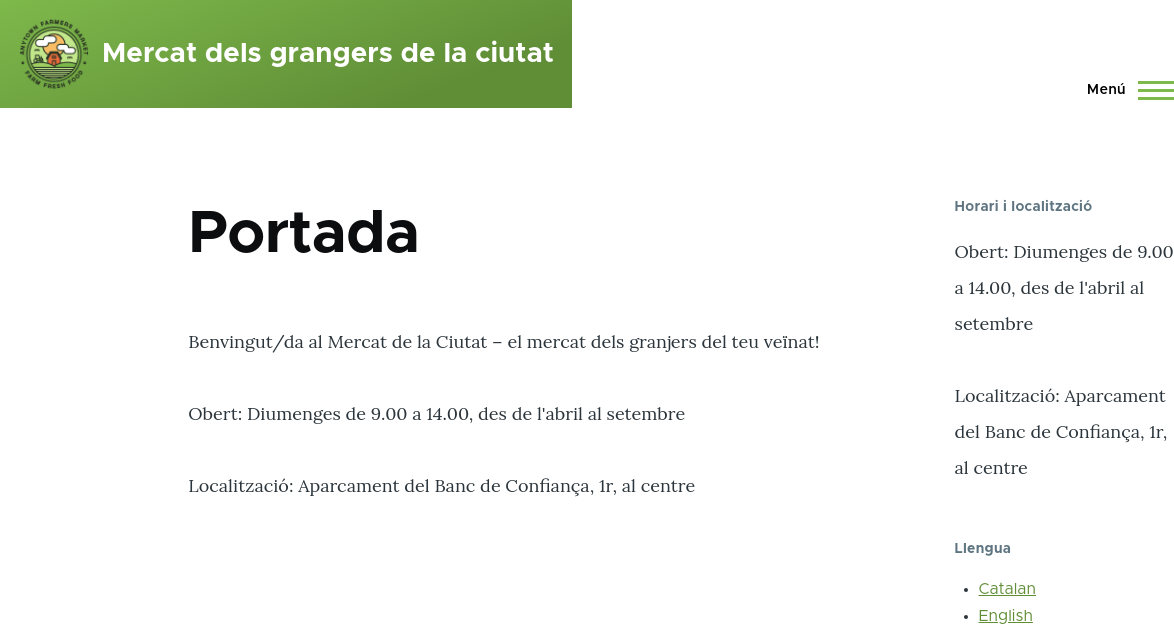 ANYTOWN FARMERS MARKET
FARM FRESH FOOD
Mercat dels grangers de la ciutat
Menú
Portada
Benvingut/da al Mercat de la Ciutat – el mercat dels granjers del teu veïnat!
Obert: Diumenges de 9.00 a 14.00, des de l'abril al setembre
Localització: Aparcament del Banc de Confiança, 1r, al centre
Horari i localització
Obert: Diumenges de 9.00
a 14.00, des de l'abril al
setembre
Localització: Aparcament
del Banc de Confiança, 1r,
al centre
Llengua
Catalan
English